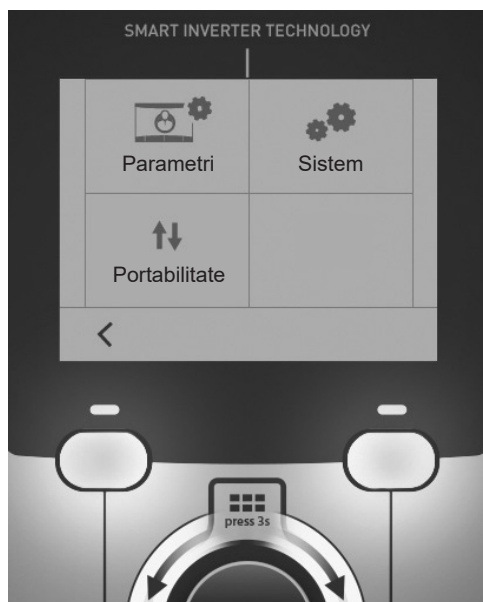 SMART INVERTER TECHNOLOGY
Parametri
Sistem
Portabilitate
press 3s